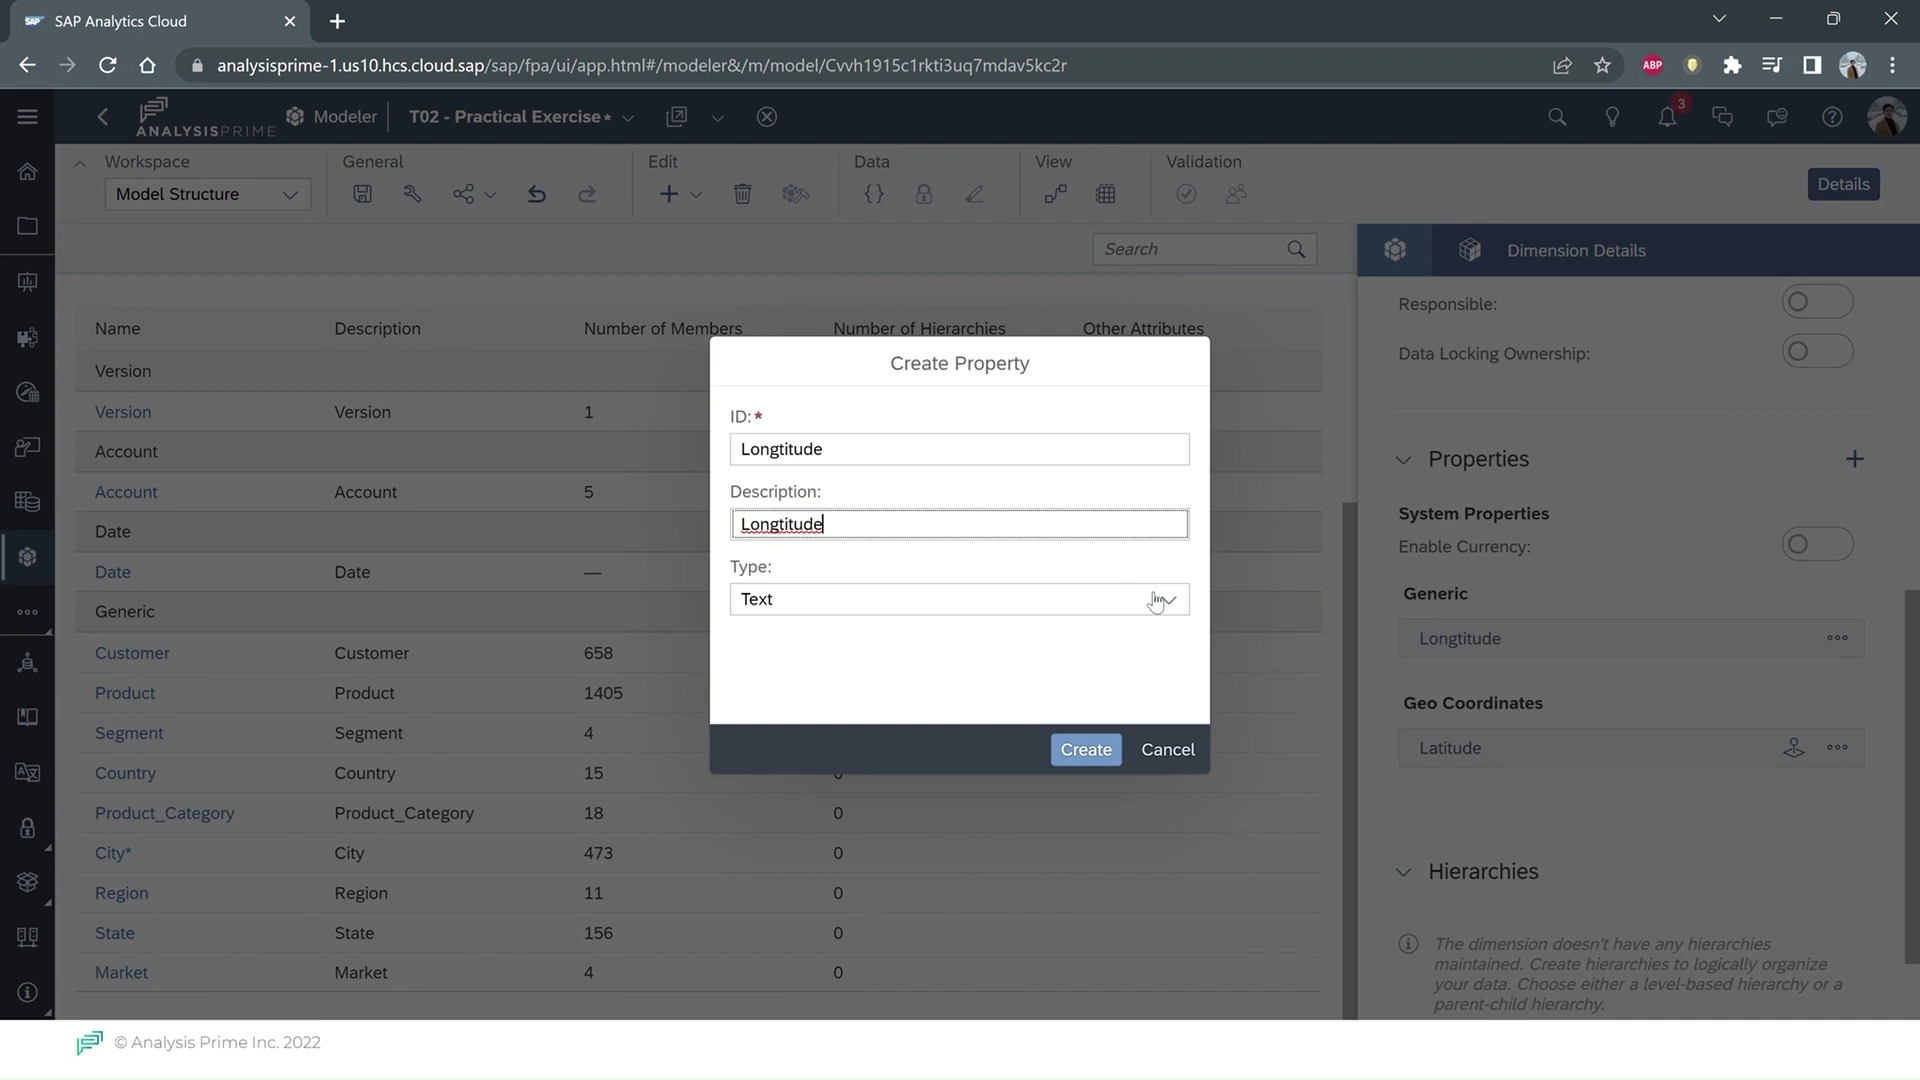 SAP Analytics Cloud
analysisprime-1.us10.hcs.cloud.sap/sap/fpa/ui/app.html#/modeler&/m/model/Cvvh1915c1rkti3uq7mdav5kc2r
ABP
ANALYSISPRIME
Modeler
T02 - Practical Exercise*
3
Workspace
General
Edit
Data
View
Validation
Model Structure
Details
Search
Dimension Details
Name
Description
Number of Members
Number of Hierarchies
Other Attributes
Version
Version Version 1
Account
Account Account 5
Date
Date Date —
Generic
Customer Customer 658
Product Product 1405
Segment Segment 4
Country Country 15 0
Product_Category Product_Category 18 0
City* City 473 0
Region Region 11 0
State State 156 0
Market Market 4 0
Create Property
ID:*
Longtitude
Description:
Longtitude
Type:
Text
Create Cancel
Responsible:
Data Locking Ownership:
Properties
System Properties
Enable Currency:
Generic
Longtitude
Geo Coordinates
Latitude
Hierarchies
The dimension doesn't have any hierarchies
maintained. Create hierarchies to logically organize
your data. Choose either a level-based hierarchy or a
parent-child hierarchy.
© Analysis Prime Inc. 2022